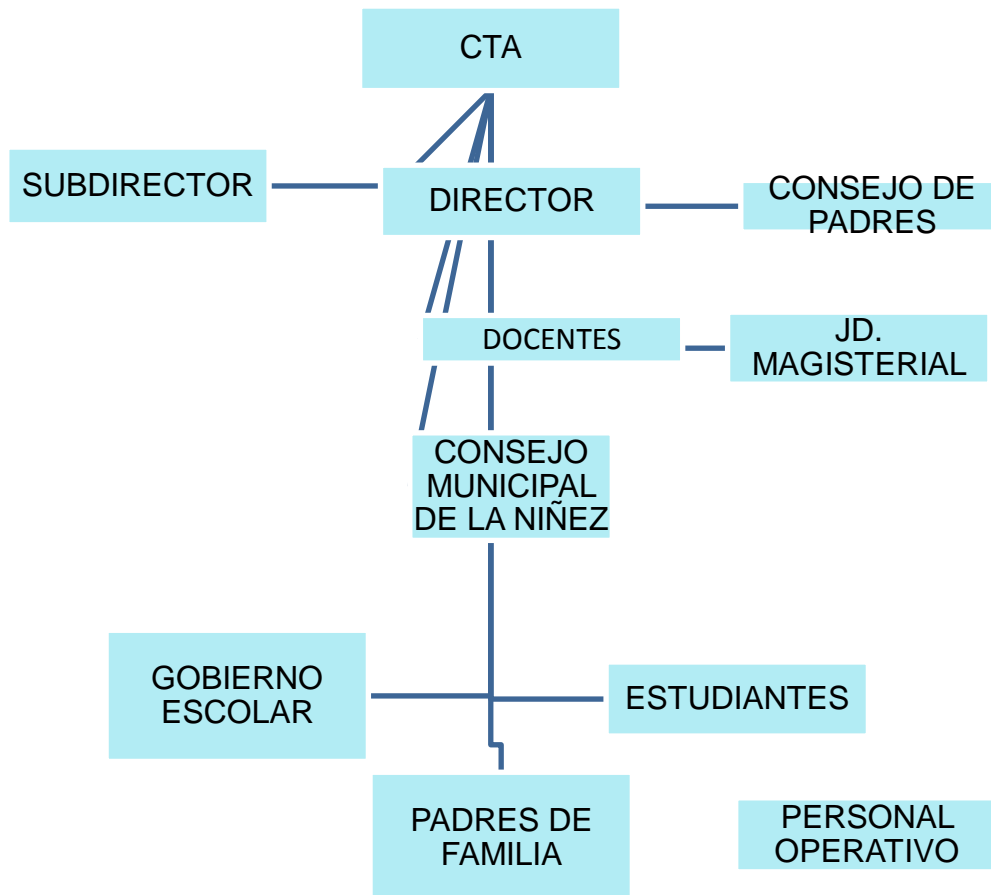 CTA
SUBDIRECTOR
DIRECTOR
CONSEJO DE
PADRES
DOCENTES
JD.
MAGISTERIAL
CONSEJO
MUNICIPAL
DE LA NIÑEZ
GOBIERNO
ESCOLAR
ESTUDIANTES
PADRES DE
FAMILIA
PERSONAL
OPERATIVO